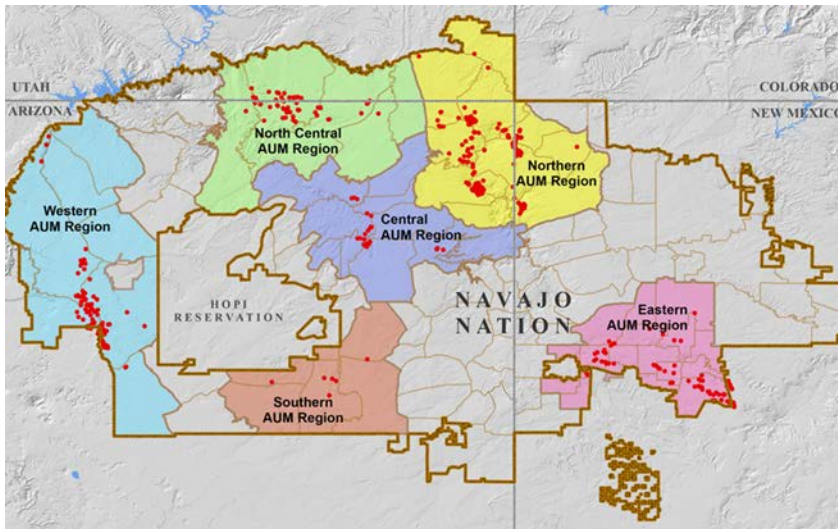 UTAH
ARIZONA
COLORADO
NEW MEXICO
North Central
AUM Region
Northern
AUM Region
Western
AUM Region
Central
AUM Region
HOPI
RESERVATION
NAVAJO
NATION
Eastern
AUM Region
Southern
AUM Region